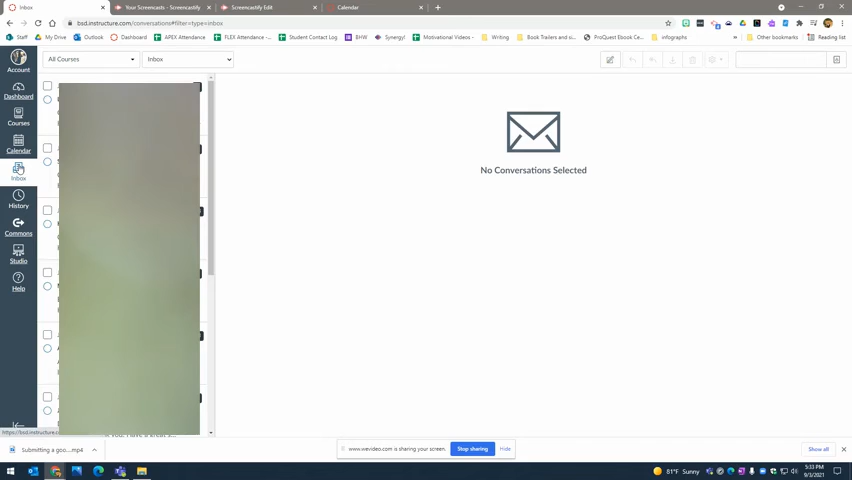 Inbox
Your Screencasts - Screencastify
Screencastify Edit
Calendar
bsd.instructure.com/conversations#filter=type=inbox
Staff
My Drive
Outlook
Dashboard
APEX Attendance
FLEX Attendance -...
Student Contact Log
BHW
Synergy!
Motivational Videos -
Writing
Book Trailers and si...
ProQuest Ebook Ce...
infographs
»
Other bookmarks
Reading list
Account
Dashboard
Courses
Calendar
Inbox
History
Commons
Studio
Help
All Courses
Inbox
No Conversations Selected
Submitting a goo....mp4
www.wevideo.com is sharing your screen.
Stop sharing
Hide
Show all
81°F Sunny
5:33 PM
9/3/2021